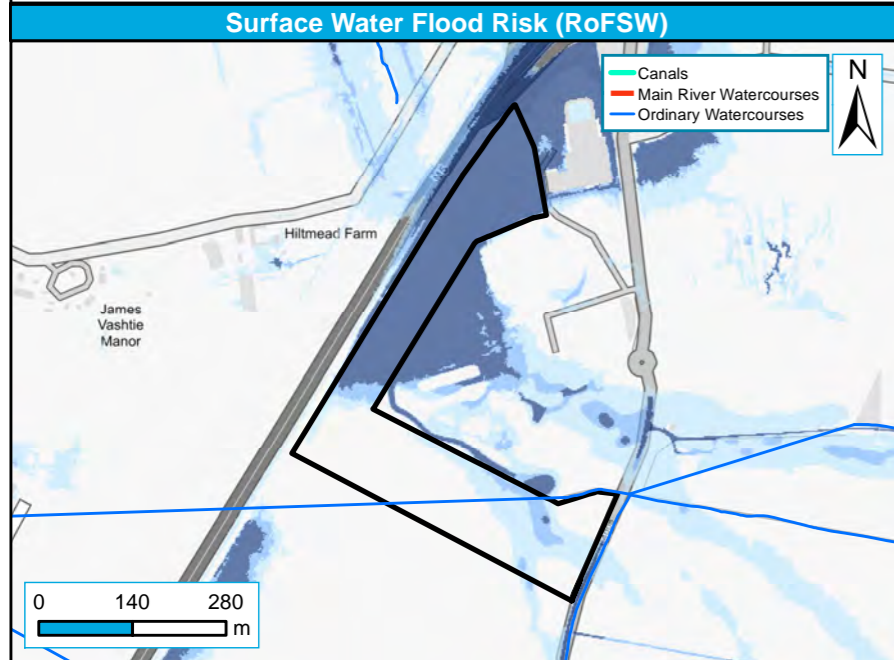 Surface Water Flood Risk (RoFSW)
Canals
Main River Watercourses
Ordinary Watercourses
N
Hiltmead Farm
James
Vashtie
Manor
0 140 280
m